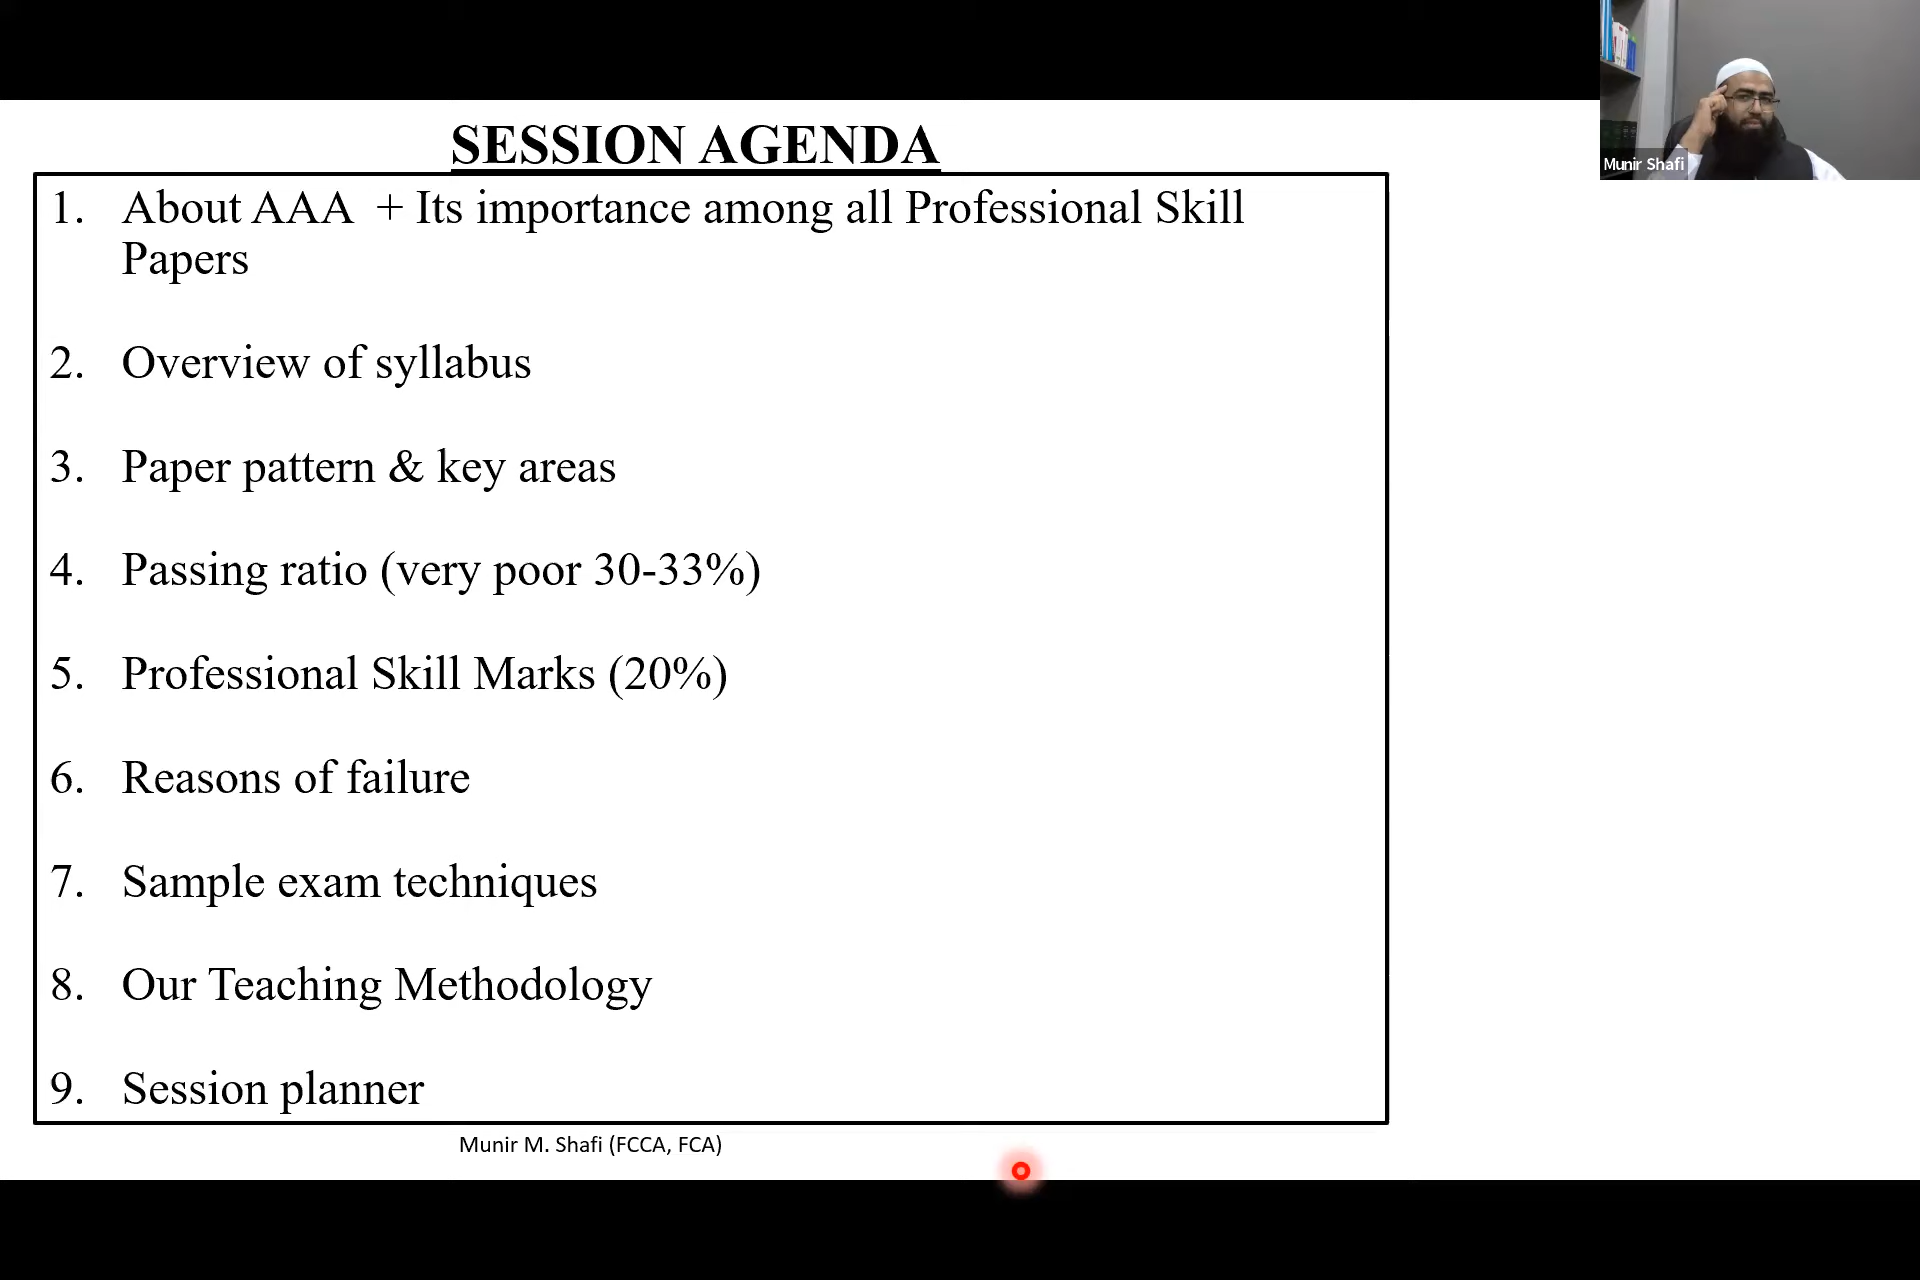 SESSION AGENDA
1. About AAA + Its importance among all Professional Skill
Papers
2. Overview of syllabus
3. Paper pattern & key areas
4. Passing ratio (very poor 30-33%)
5. Professional Skill Marks (20%)
6. Reasons of failure
7. Sample exam techniques
8. Our Teaching Methodology
9. Session planner
Munir M. Shafi (FCCA, FCA)
Munir Shafi